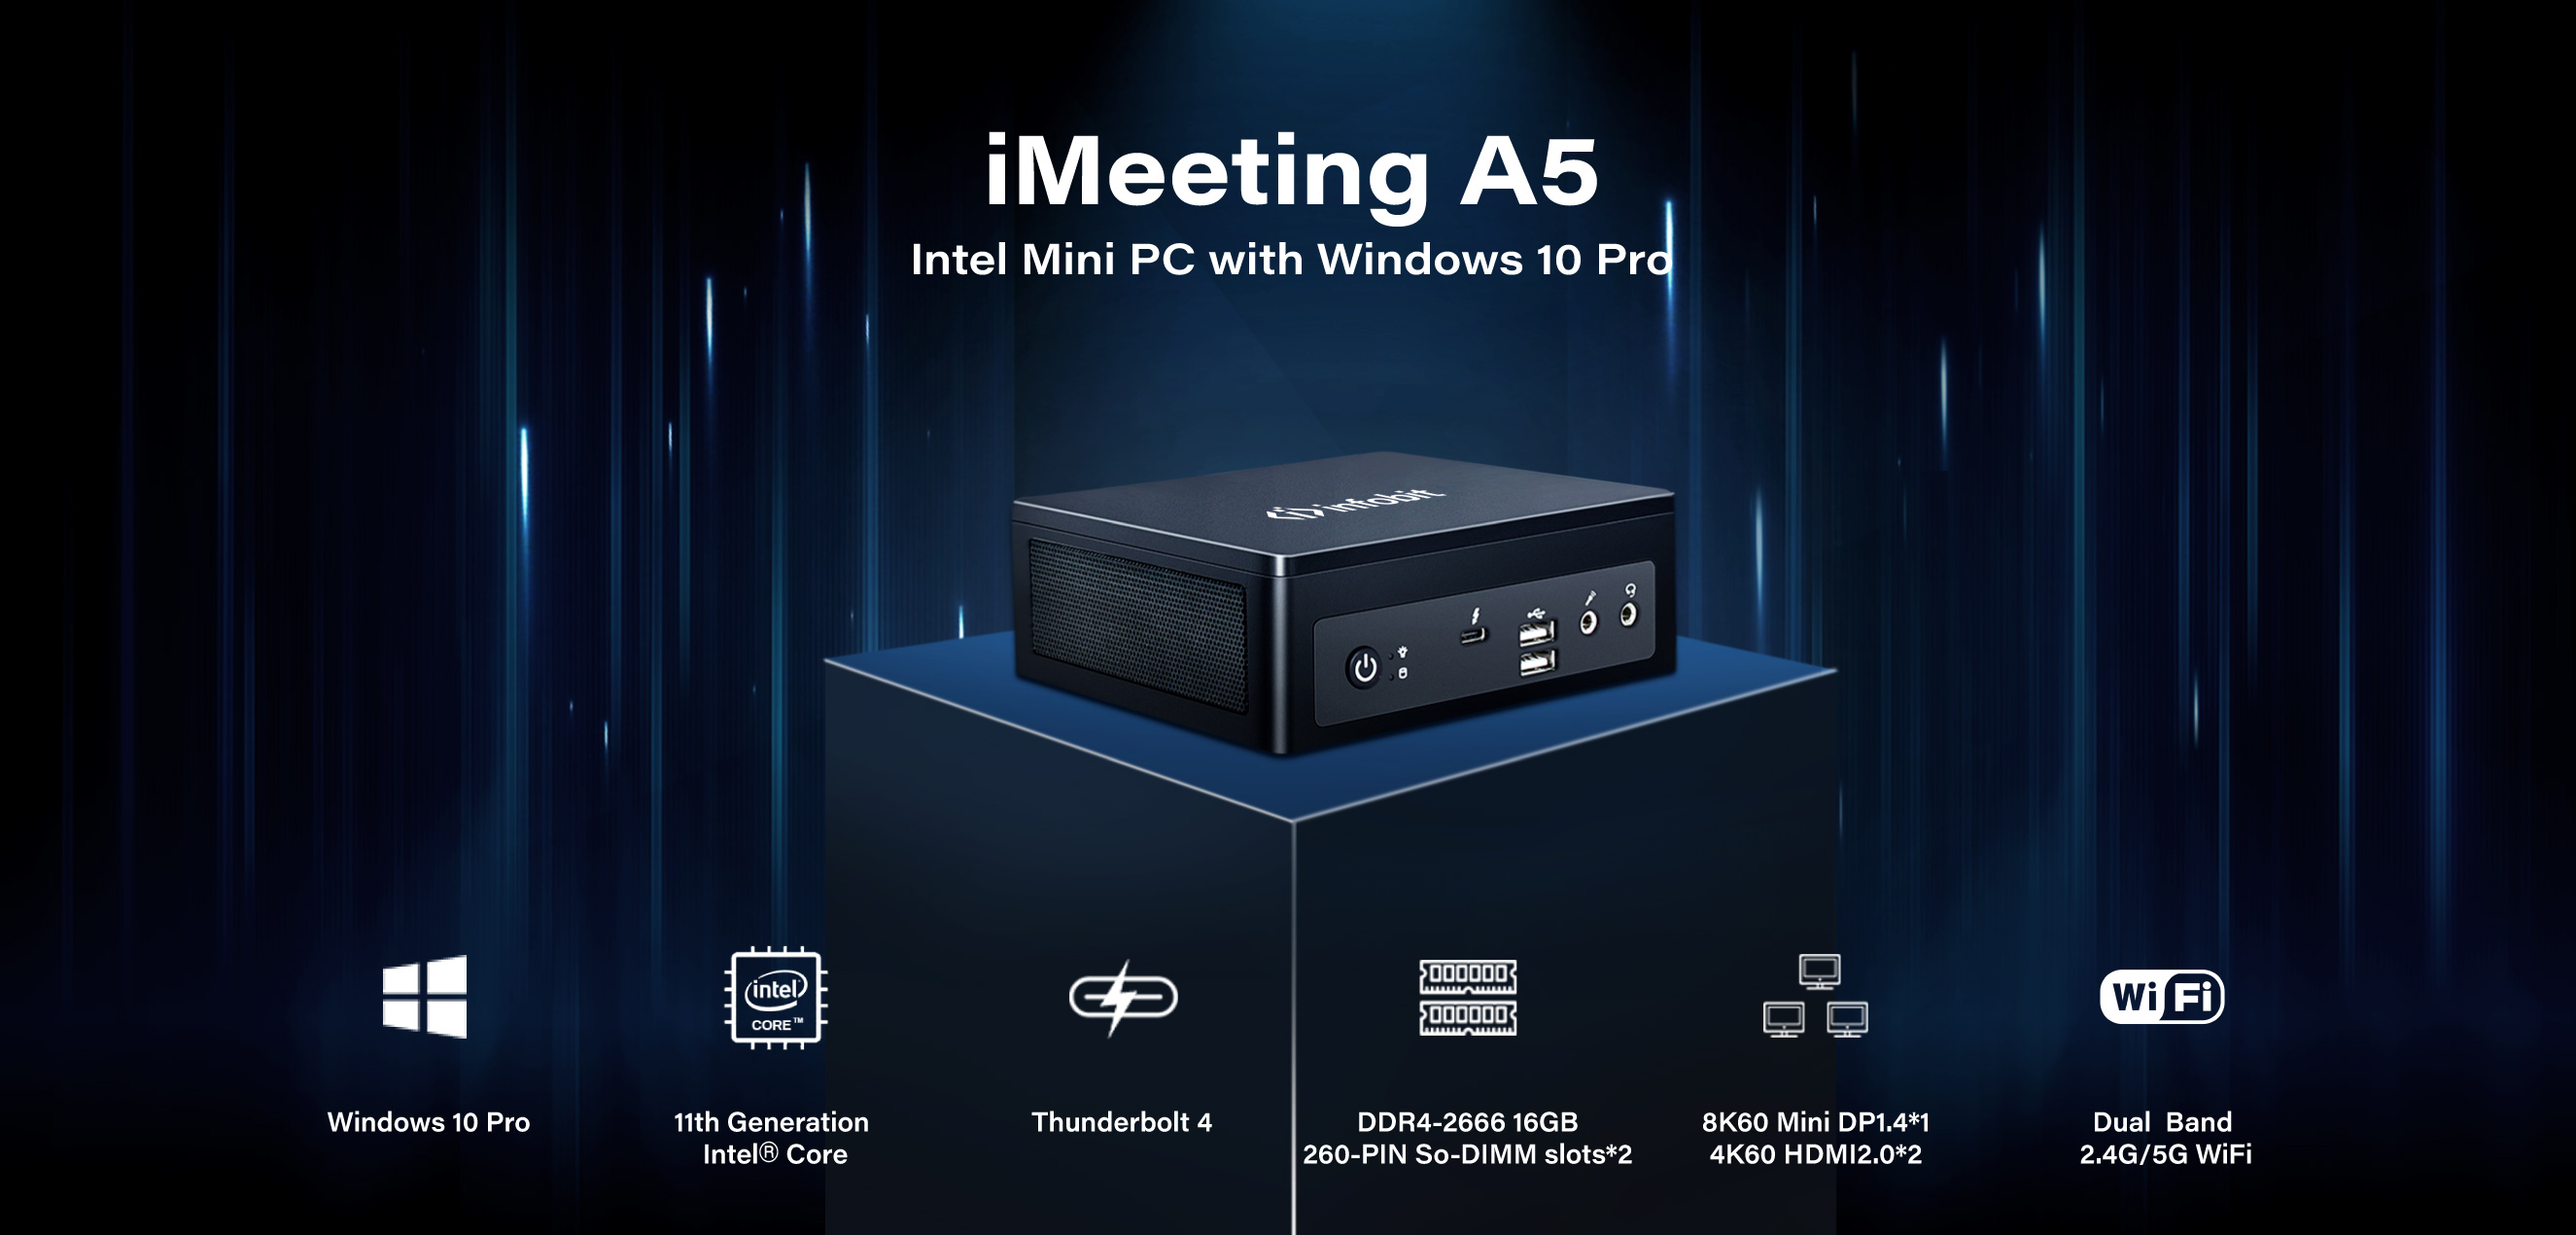 iMeeting A5
Intel Mini PC with Windows 10 Pro
infobit
intel
CORE™
WiFi
Windows 10 Pro
11th Generation
Intel® Core
Thunderbolt 4
DDR4-2666 16GB
260-PIN So-DIMM slots*2
8K60 Mini DP1.4*1
4K60 HDMI2.0*2
Dual Band
2.4G/5G WiFi